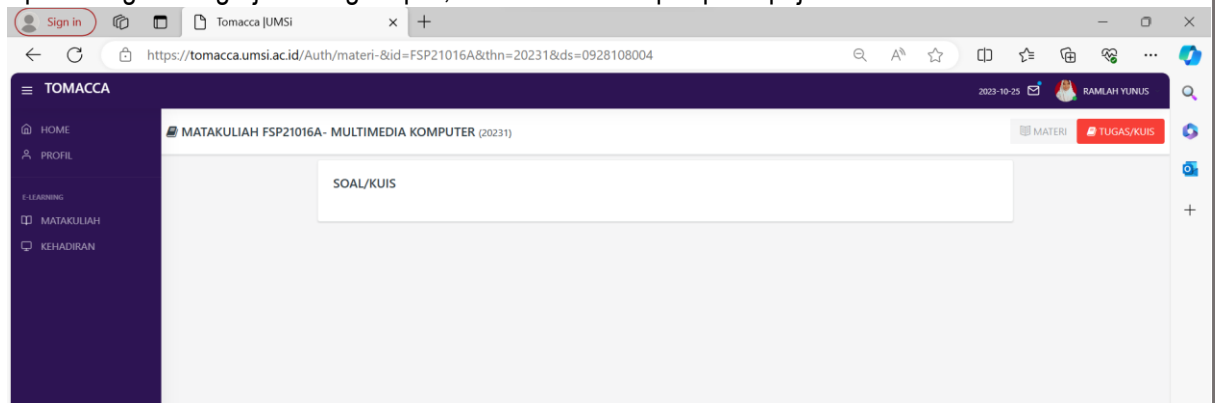 Sign in
Tomacca |UMSi
https://tomacca.umsi.ac.id/Auth/materi-&id=FSP21016A&thn=20231&ds=0928108004
TOMACCA
2023-10-25
RAMLAH YUNUS
HOME
PROFIL
E-LEARNING
MATAKULIAH
KEHADIRAN
MATAKULIAH FSP21016A- MULTIMEDIA KOMPUTER (20231)
MATERI
TUGAS/KUIS
SOAL/KUIS